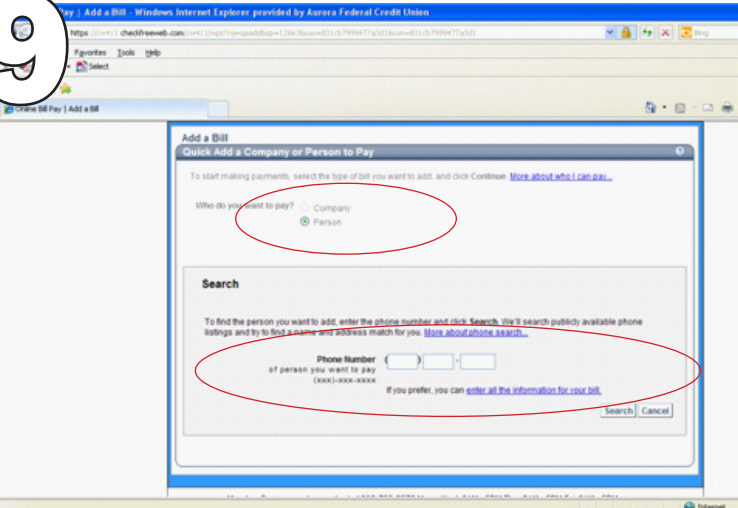 9
Pay | Add a Bill - Windows Internet Explorer provided by Aurora Federal Credit Union
https checkfreeweb.com
bing
Favorites Tools Help
Select
Online Bill Pay | Add a Bill
Add a Bill
Quick Add a Company or Person to Pay
To start making payments, select the type of bill you want to add, and click Continue. More about who I can pay...
Who do you want to pay? Company
Person
Search
To find the person you want to add, enter the phone number and click Search. We'll search publicly available phone
listings and try to find a name and address match for you. More about phone search...
Phone Number ( ) -
of person you want to pay
(xxx)-xxx-xxxx
If you prefer, you can enter all the information for your bill.
Search Cancel
Internet